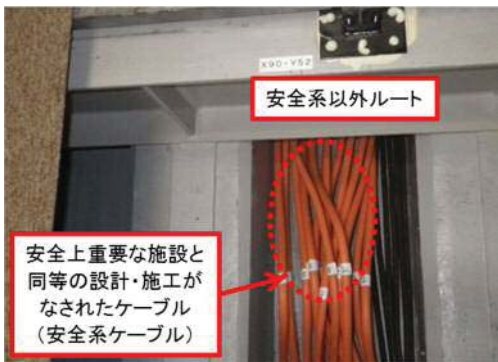 X90-V52
安全系以外ルート
安全上重要な施設と
同等の設計・施工が
なされたケーブル
（安全系ケーブル）